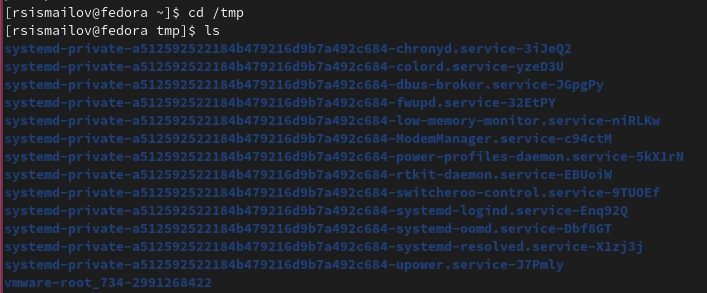 [rsismailov@fedora ~]$ cd /tmp
[rsismailov@fedora tmp]$ ls
systemd-private-a512592522184b479216d9b7a492c684-chronyd.service-3iJeQ2
systemd-private-a512592522184b479216d9b7a492c684-colord.service-yzeD3U
systemd-private-a512592522184b479216d9b7a492c684-dbus-broker.service-JGpgPy
systemd-private-a512592522184b479216d9b7a492c684-fwupd.service-32EtPY
systemd-private-a512592522184b479216d9b7a492c684-low-memory-monitor.service-niRLKw
systemd-private-a512592522184b479216d9b7a492c684-ModemManager.service-c94ctM
systemd-private-a512592522184b479216d9b7a492c684-power-profiles-daemon.service-5kX1rN
systemd-private-a512592522184b479216d9b7a492c684-rtkit-daemon.service-EBUoiW
systemd-private-a512592522184b479216d9b7a492c684-switcheroo-control.service-9TUOEf
systemd-private-a512592522184b479216d9b7a492c684-systemd-logind.service-Enq92Q
systemd-private-a512592522184b479216d9b7a492c684-systemd-oomd.service-Dbf8GT
systemd-private-a512592522184b479216d9b7a492c684-systemd-resolved.service-X1zj3j
systemd-private-a512592522184b479216d9b7a492c684-upower.service-J7Pmly
vmware-root_734-2991268422